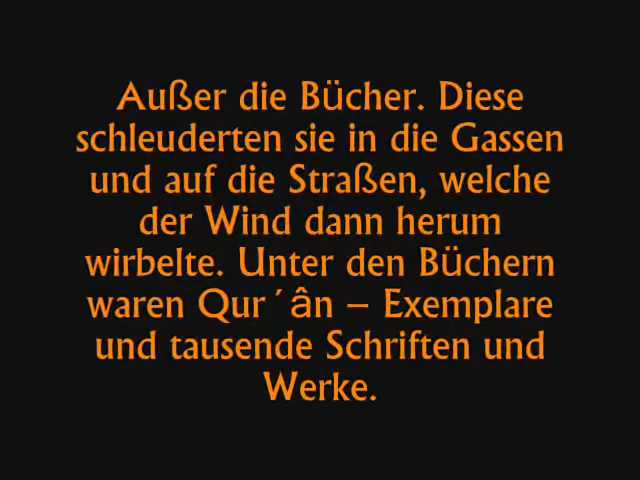 Außer die Bücher. Diese
schleuderten sie in die Gassen
und auf die Straßen, welche
der Wind dann herum
wirbelte. Unter den Büchern
waren Qur´ân – Exemplare
und tausende Schriften und
Werke.